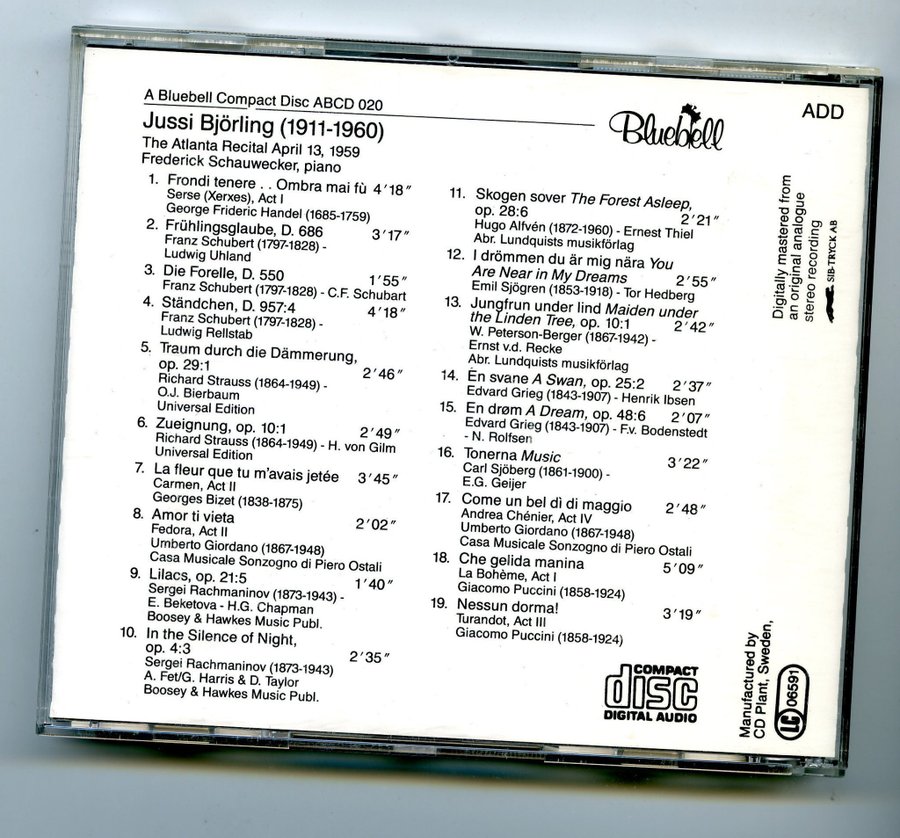 A Bluebell Compact Disc ABCD 020
Bluebell
ADD
Jussi Björling (1911-1960)
The Atlanta Recital April 13, 1959
Frederick Schauwecker, piano
1. Frondi tenere . . Ombra mai fù 4'18"
Serse (Xerxes), Act I
George Frideric Handel (1685-1759)
2. Frühlingsglaube, D. 686 3'17"
Franz Schubert (1797-1828) -
Ludwig Uhland
3. Die Forelle, D. 550 1'55"
Franz Schubert (1797-1828) - C.F. Schubart
4. Ständchen, D. 957:4 4'18"
Franz Schubert (1797-1828) -
Ludwig Rellstab
5. Traum durch die Dämmerung,
op. 29:1 2'46"
Richard Strauss (1864-1949) -
O.J. Bierbaum
Universal Edition
6. Zueignung, op. 10:1 2'49"
Richard Strauss (1864-1949) - H. von Gilm
Universal Edition
7. La fleur que tu m'avais jetée 3'45"
Carmen, Act II
Georges Bizet (1838-1875)
8. Amor ti vieta 2'02"
Fedora, Act II
Umberto Giordano (1867-1948)
Casa Musicale Sonzogno di Piero Ostali
9. Lilacs, op. 21:5 1'40"
Sergei Rachmaninov (1873-1943) -
E. Beketova - H.G. Chapman
Boosey & Hawkes Music Publ.
10. In the Silence of Night,
op. 4:3 2'35"
Sergei Rachmaninov (1873-1943)
A. Fet/G. Harris & D. Taylor
Boosey & Hawkes Music Publ.
11. Skogen sover The Forest Asleep,
op. 28:6 2'21"
Hugo Alfvén (1872-1960) - Ernest Thiel
Abr. Lundquists musikförlag
12. I drömmen du är mig nära You
Are Near in My Dreams 2'55"
Emil Sjögren (1853-1918) - Tor Hedberg
13. Jungfrun under lind Maiden under
the Linden Tree, op. 10:1 2'42"
W. Peterson-Berger (1867-1942) -
Ernst v.d. Recke
Abr. Lundquists musikförlag
14. En svane A Swan, op. 25:2 2'37"
Edvard Grieg (1843-1907) - Henrik Ibsen
15. En drøm A Dream, op. 48:6 2'07"
Edvard Grieg (1843-1907) - F.v. Bodenstedt
- N. Rolfsen
16. Tonerna Music 3'22"
Carl Sjöberg (1861-1900) -
E.G. Geijer
17. Come un bel dì di maggio 2'48"
Andrea Chénier, Act IV
Umberto Giordano (1867-1948)
Casa Musicale Sonzogno di Piero Ostali
18. Che gelida manina 5'09"
La Bohème, Act I
Giacomo Puccini (1858-1924)
19. Nessun dorma! 3'19"
Turandot, Act III
Giacomo Puccini (1858-1924)
COMPACT
disc
DIGITAL AUDIO
Digitally mastered from
an original analogue
stereo recording
SIB-TRYCK AB
Manufactured by
CD Plant, Sweden,
LC 06591